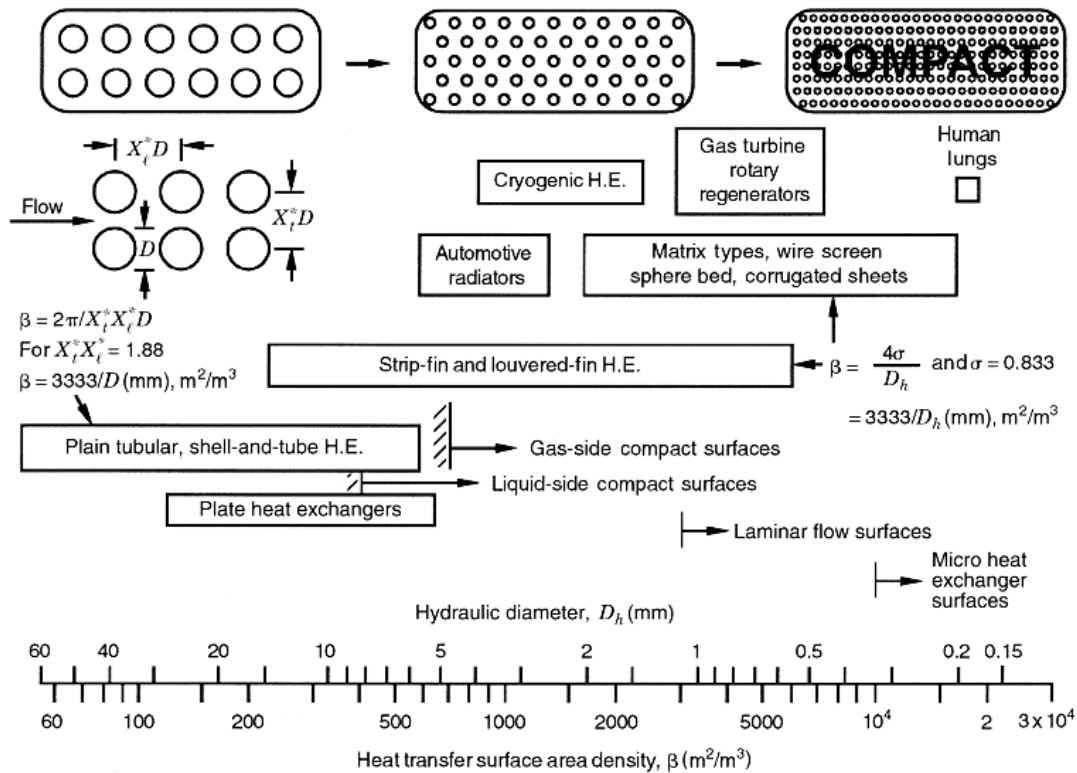 COMPACT
X*ℓD
Flow
D
X*tD
Cryogenic H.E.
Gas turbine
rotary
regenerators
Human
lungs
Automotive
radiators
Matrix types, wire screen
sphere bed, corrugated sheets
β = 2π/X*tX*ℓD
For X*tX*ℓ = 1.88
β = 3333/D (mm), m²/m³
Strip-fin and louvered-fin H.E.
β = 4σ/Dh and σ = 0.833
= 3333/Dh (mm), m²/m³
Plain tubular, shell-and-tube H.E.
Gas-side compact surfaces
Liquid-side compact surfaces
Plate heat exchangers
Laminar flow surfaces
Micro heat
exchanger
surfaces
Hydraulic diameter, Dh (mm)
60 40 20 10 5 2 1 0.5 0.2 0.15
60 100 200 500 1000 2000 5000 10⁴ 2 3 x 10⁴
Heat transfer surface area density, β (m²/m³)